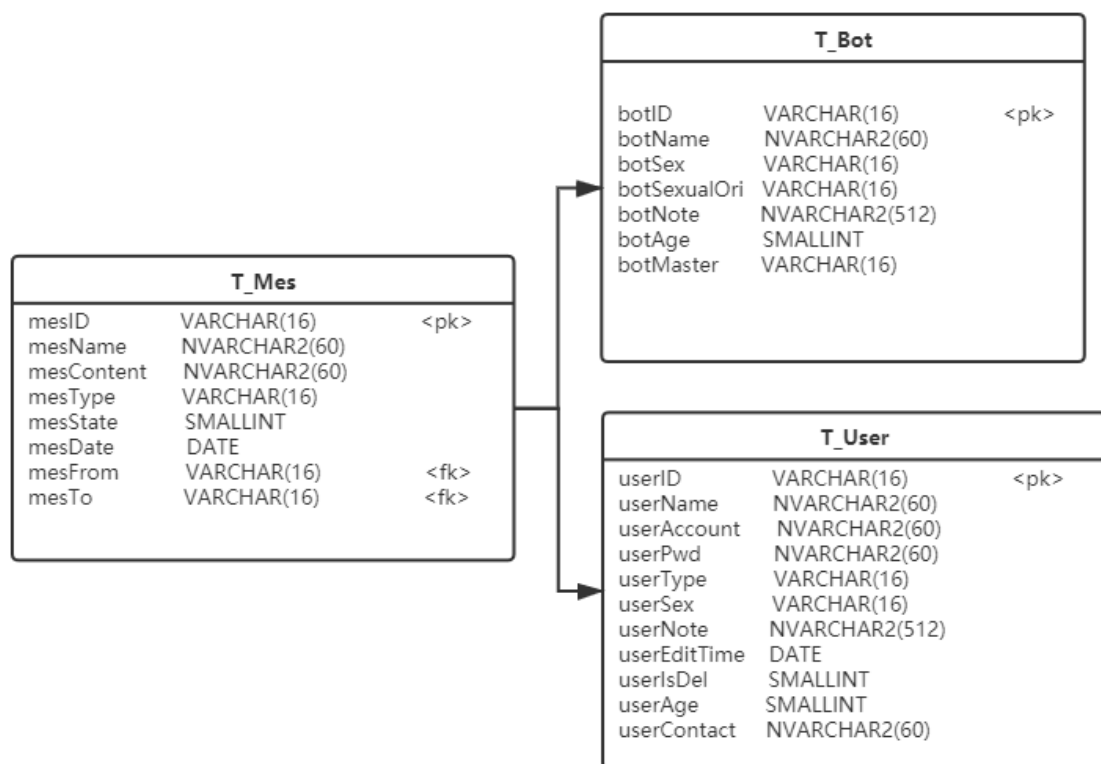 T_Bot
botID VARCHAR(16) <pk>
botName NVARCHAR2(60)
botSex VARCHAR(16)
botSexualOri VARCHAR(16)
botNote NVARCHAR2(512)
botAge SMALLINT
botMaster VARCHAR(16)
T_Mes
mesID VARCHAR(16) <pk>
mesName NVARCHAR2(60)
mesContent NVARCHAR2(60)
mesType VARCHAR(16)
mesState SMALLINT
mesDate DATE
mesFrom VARCHAR(16) <fk>
mesTo VARCHAR(16) <fk>
T_User
userID VARCHAR(16) <pk>
userName NVARCHAR2(60)
userAccount NVARCHAR2(60)
userPwd NVARCHAR2(60)
userType VARCHAR(16)
userSex VARCHAR(16)
userNote NVARCHAR2(512)
userEditTime DATE
userIsDel SMALLINT
userAge SMALLINT
userContact NVARCHAR2(60)